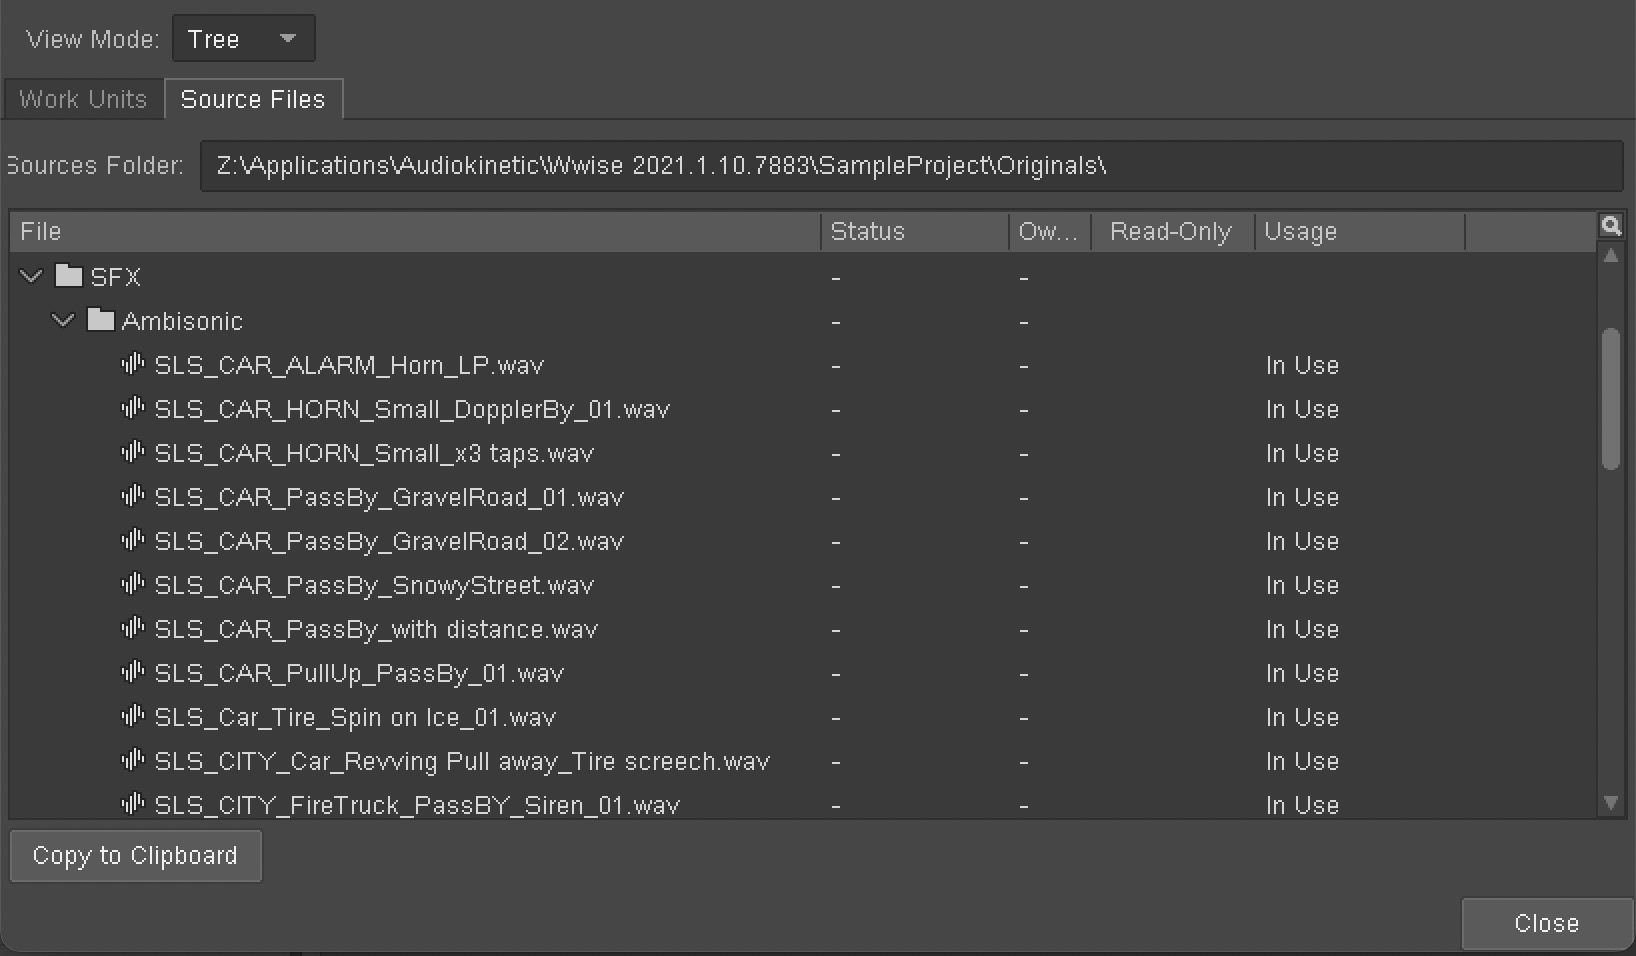 View Mode: Tree
Work Units Source Files
Sources Folder: Z:\Applications\Audiokinetic\Wwise 2021.1.10.7883\SampleProject\Originals\
File Status Ow... Read-Only Usage
SFX - -
Ambisonic - -
SLS_CAR_ALARM_Horn_LP.wav - - In Use
SLS_CAR_HORN_Small_DopplerBy_01.wav - - In Use
SLS_CAR_HORN_Small_x3 taps.wav - - In Use
SLS_CAR_PassBy_GravelRoad_01.wav - - In Use
SLS_CAR_PassBy_GravelRoad_02.wav - - In Use
SLS_CAR_PassBy_SnowyStreet.wav - - In Use
SLS_CAR_PassBy_with distance.wav - - In Use
SLS_CAR_PullUp_PassBy_01.wav - - In Use
SLS_Car_Tire_Spin on Ice_01.wav - - In Use
SLS_CITY_Car_Revving Pull away_Tire screech.wav - - In Use
SLS_CITY_FireTruck_PassBY_Siren_01.wav - - In Use
Copy to Clipboard
Close